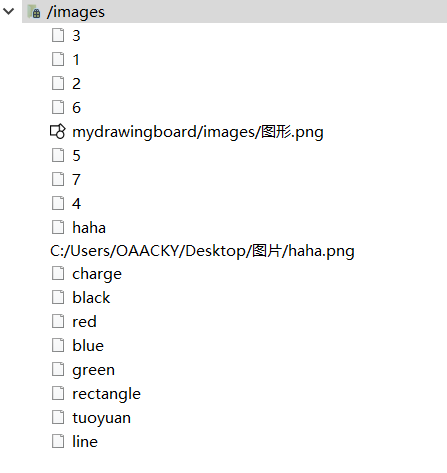 /images
3
1
2
6
mydrawingboard/images/图形.png
5
7
4
haha
C:/Users/OAACKY/Desktop/图片/haha.png
charge
black
red
blue
green
rectangle
tuoyuan
line